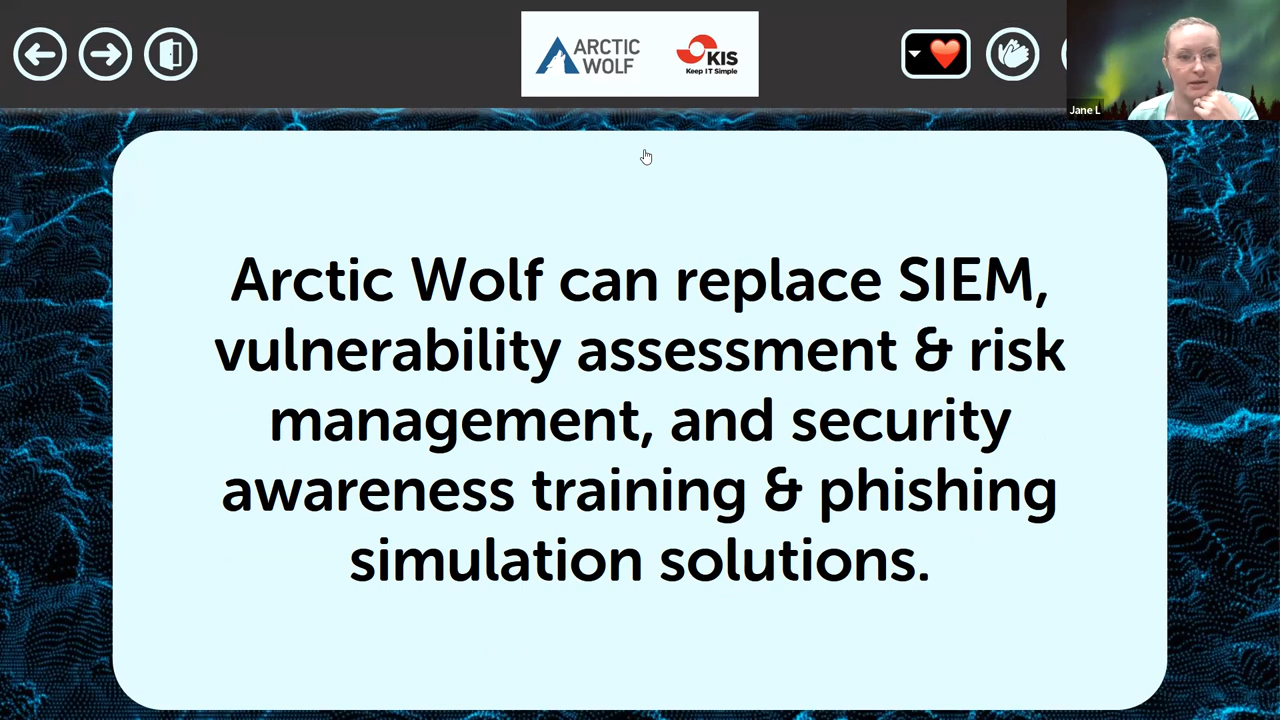 ARCTIC
WOLF
KIS
Keep IT Simple
Jane L
Arctic Wolf can replace SIEM,
vulnerability assessment & risk
management, and security
awareness training & phishing
simulation solutions.